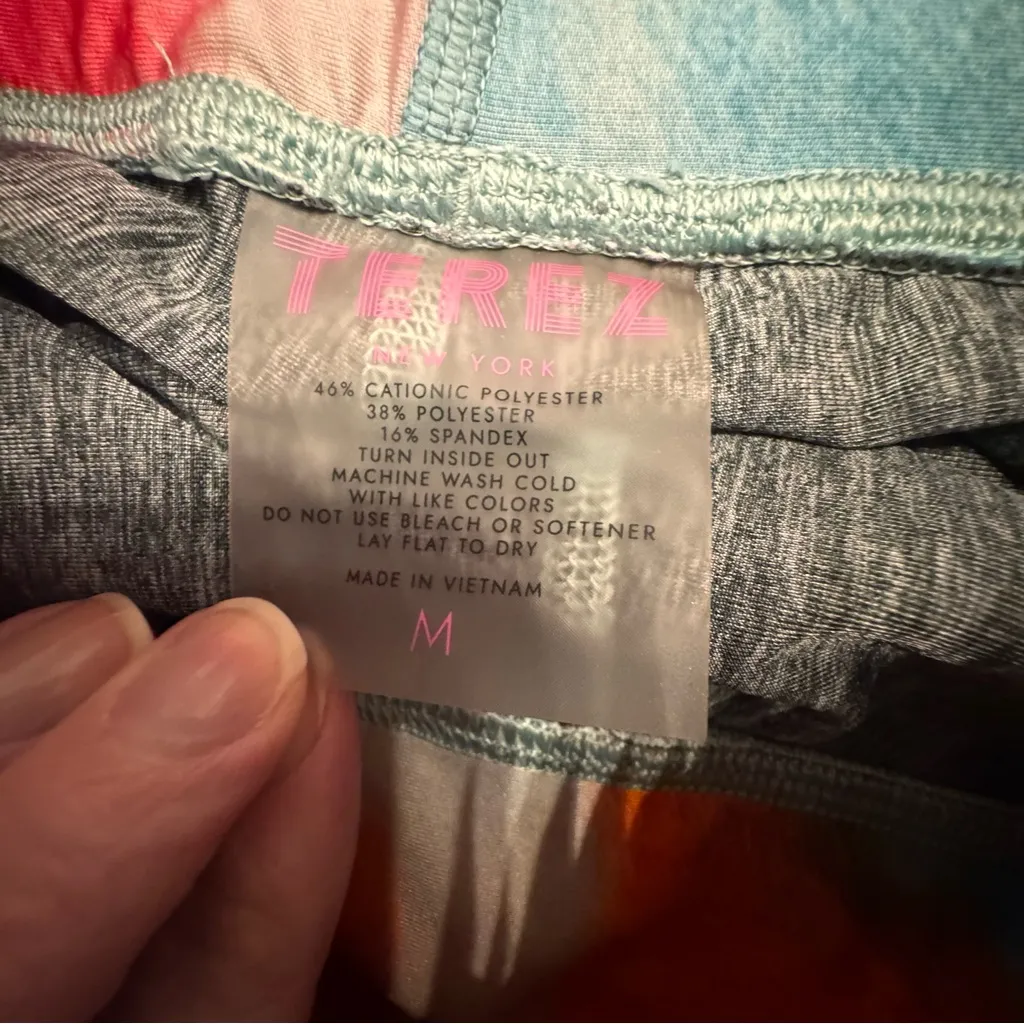 TEREZ
NEW YORK
46% CATIONIC POLYESTER
38% POLYESTER
16% SPANDEX
TURN INSIDE OUT
MACHINE WASH COLD
WITH LIKE COLORS
DO NOT USE BLEACH OR SOFTENER
LAY FLAT TO DRY
MADE IN VIETNAM
M